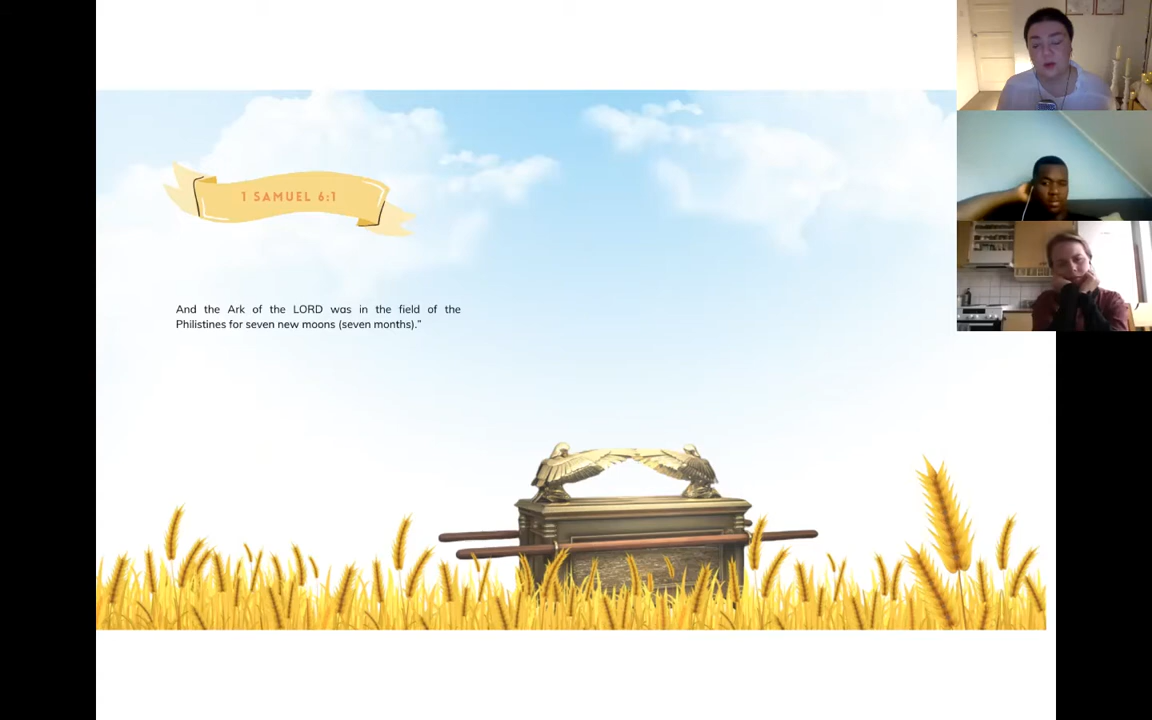 1 SAMUEL 6:1
And the Ark of the LORD was in the field of the
Philistines for seven new moons (seven months).”